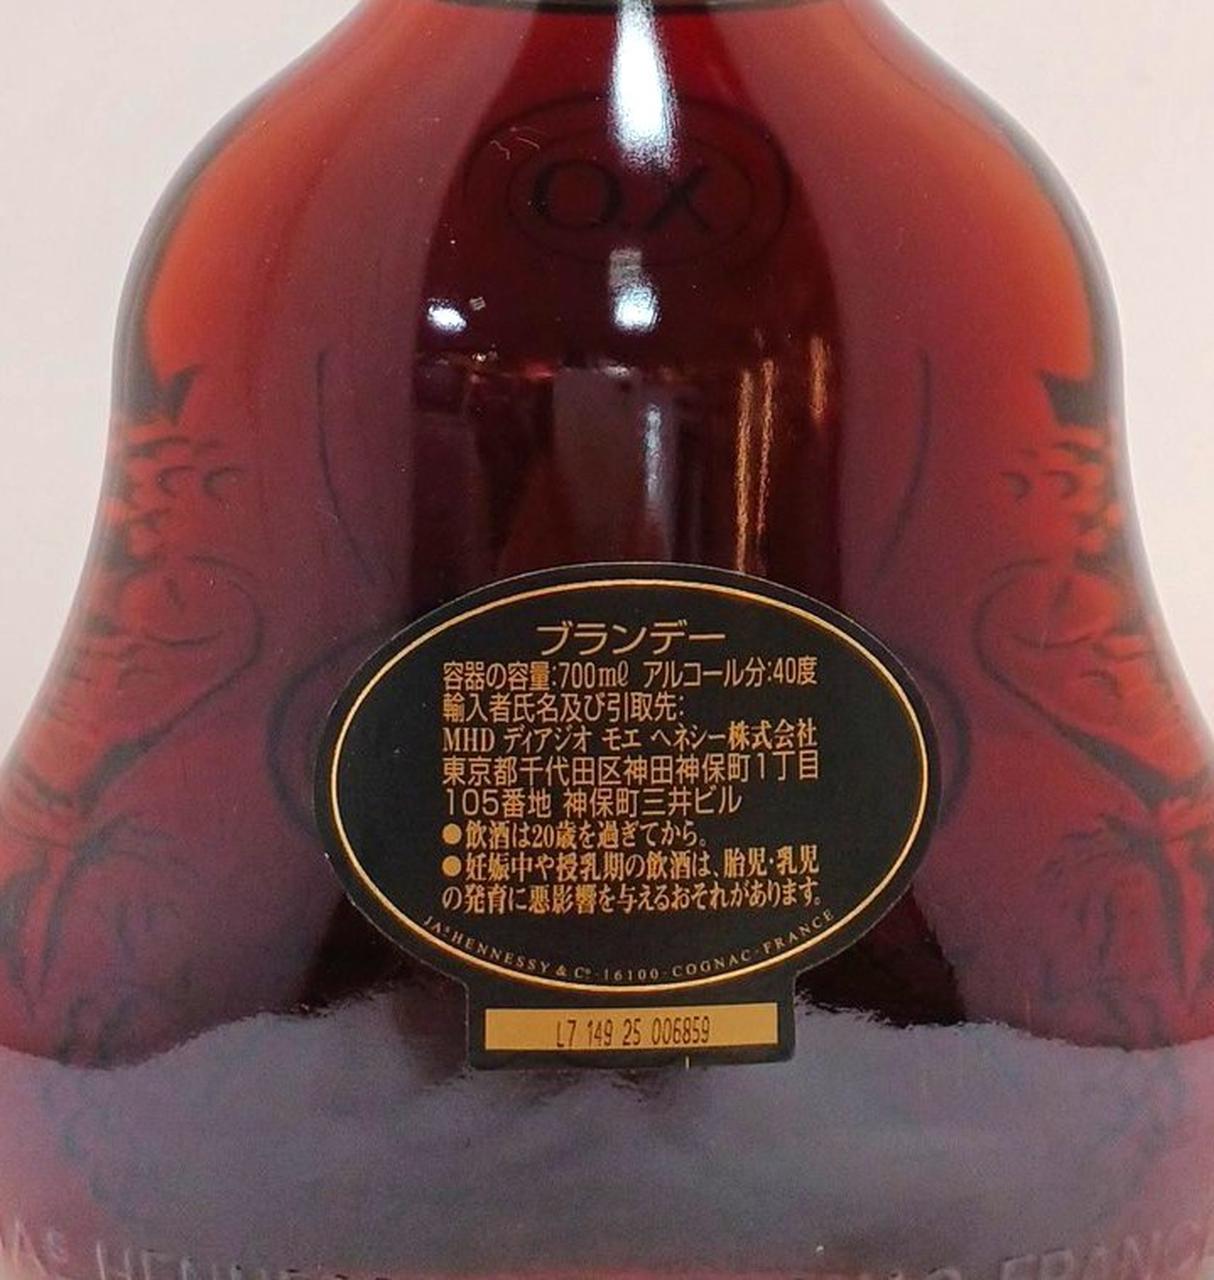 XO
ブランデー
容器の容量:700mℓ アルコール分:40度
輸入者氏名及び引取先:
MHD ディアジオ モエ ヘネシー株式会社
東京都千代田区神田神保町1丁目
105番地 神保町三井ビル
●飲酒は20歳を過ぎてから。
●妊娠中や授乳期の飲酒は、胎児・乳児
の発育に悪影響を与えるおそれがあります。
JAˢ HENNESSY & Cº · 16100 · COGNAC · FRANCE
L7 149 25 006859